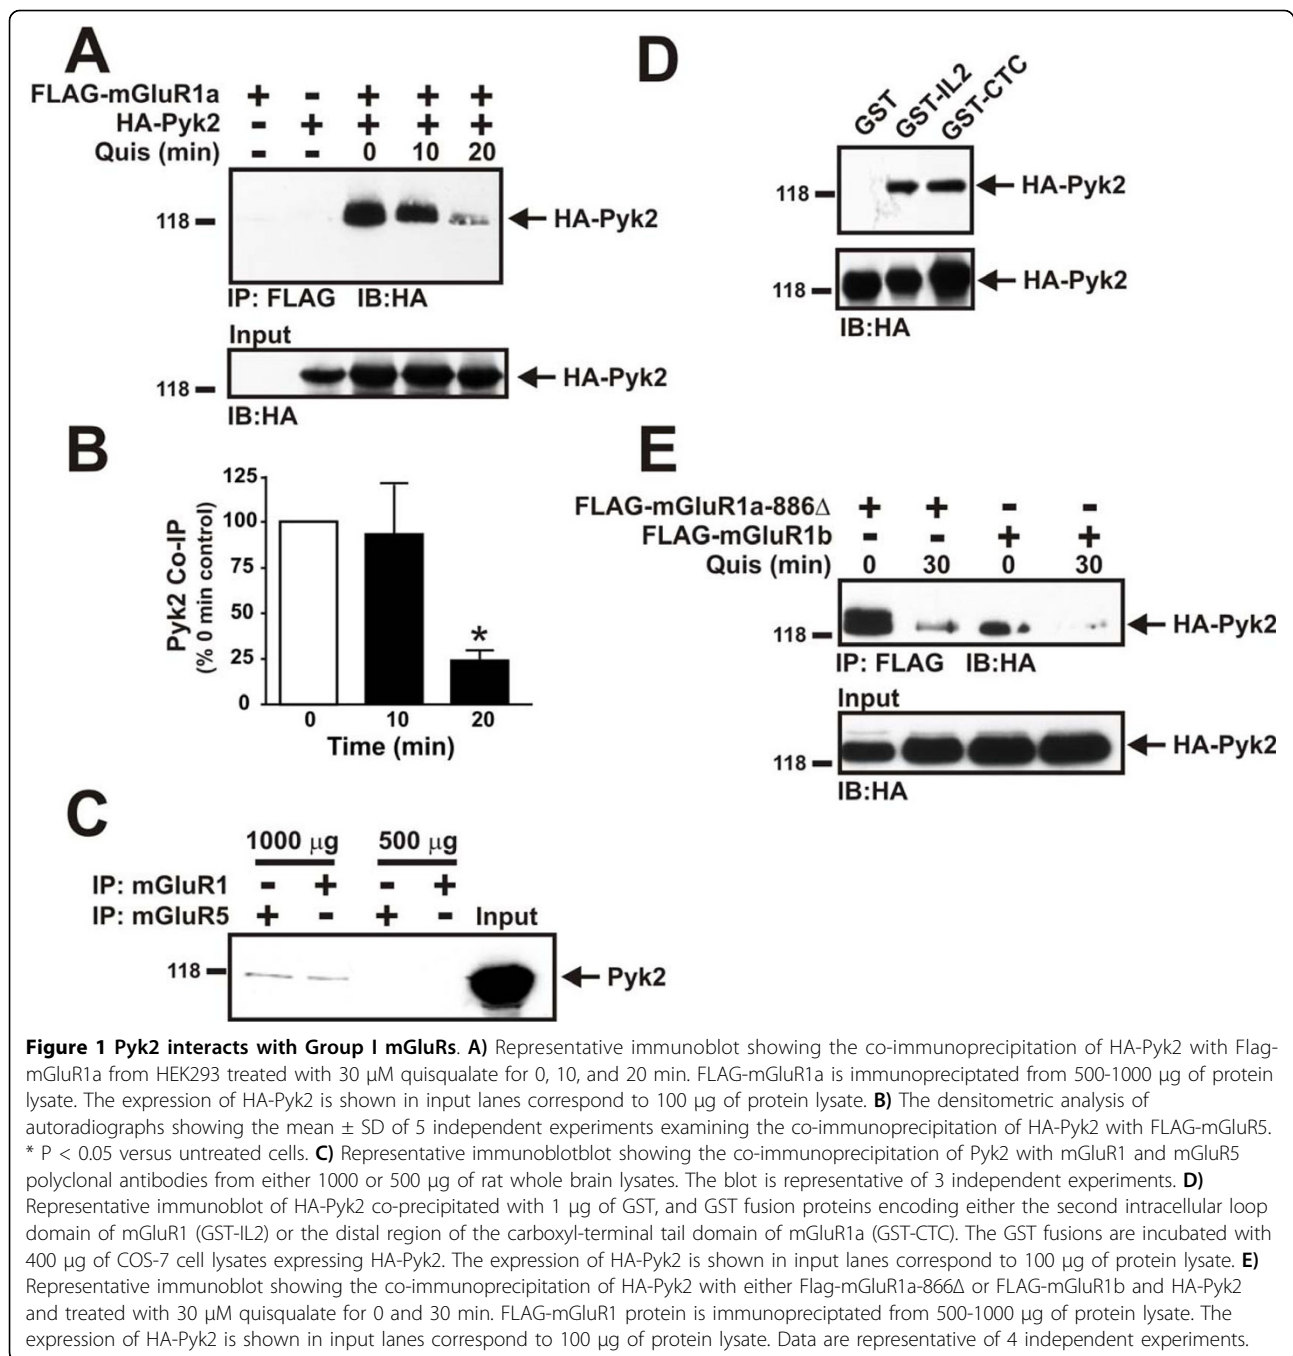 A
FLAG-mGluR1a + - + + +
HA-Pyk2 - + + + +
Quis (min) - - 0 10 20
118
HA-Pyk2
IP: FLAG IB:HA
Input
118
HA-Pyk2
IB:HA
B
Pyk2 Co-IP
(% 0 min control)
125
100
75
50
25
0
*
0 10 20
Time (min)
C
1000 μg 500 μg
IP: mGluR1 - + - +
IP: mGluR5 + - + - Input
118
Pyk2
D
GST GST-IL2 GST-CTC
118
HA-Pyk2
118
HA-Pyk2
IB:HA
E
FLAG-mGluR1a-886Δ + + - -
FLAG-mGluR1b - - + +
Quis (min) 0 30 0 30
118
HA-Pyk2
IP: FLAG IB:HA
Input
118
HA-Pyk2
IB:HA
Figure 1 Pyk2 interacts with Group I mGluRs. A) Representative immunoblot showing the co-immunoprecipitation of HA-Pyk2 with Flag-
mGluR1a from HEK293 treated with 30 μM quisqualate for 0, 10, and 20 min. FLAG-mGluR1a is immunopreciptated from 500-1000 μg of protein
lysate. The expression of HA-Pyk2 is shown in input lanes correspond to 100 μg of protein lysate. B) The densitometric analysis of
autoradiographs showing the mean ± SD of 5 independent experiments examining the co-immunoprecipitation of HA-Pyk2 with FLAG-mGluR5.
* P < 0.05 versus untreated cells. C) Representative immunoblotblot showing the co-immunoprecipitation of Pyk2 with mGluR1 and mGluR5
polyclonal antibodies from either 1000 or 500 μg of rat whole brain lysates. The blot is representative of 3 independent experiments. D)
Representative immunoblot of HA-Pyk2 co-precipitated with 1 μg of GST, and GST fusion proteins encoding either the second intracellular loop
domain of mGluR1 (GST-IL2) or the distal region of the carboxyl-terminal tail domain of mGluR1a (GST-CTC). The GST fusions are incubated with
400 μg of COS-7 cell lysates expressing HA-Pyk2. The expression of HA-Pyk2 is shown in input lanes correspond to 100 μg of protein lysate. E)
Representative immunoblot showing the co-immunoprecipitation of HA-Pyk2 with either Flag-mGluR1a-866Δ or FLAG-mGluR1b and HA-Pyk2
and treated with 30 μM quisqualate for 0 and 30 min. FLAG-mGluR1 protein is immunopreciptated from 500-1000 μg of protein lysate. The
expression of HA-Pyk2 is shown in input lanes correspond to 100 μg of protein lysate. Data are representative of 4 independent experiments.